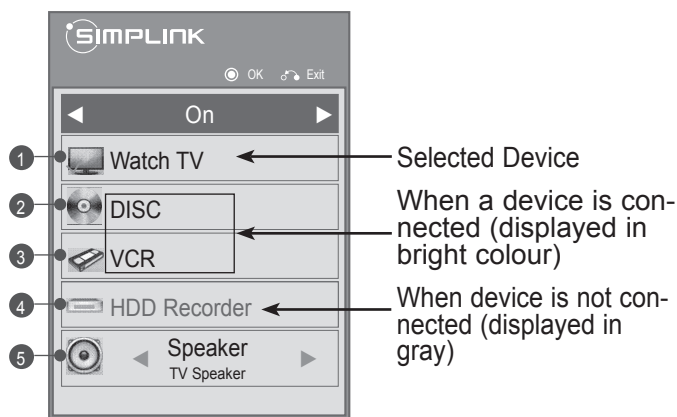 SIMPLINK
OK Exit
On
1 Watch TV
Selected Device
2 DISC
When a device is con-
nected (displayed in
bright colour)
3 VCR
4 HDD Recorder
When device is not con-
nected (displayed in
gray)
5 Speaker
TV Speaker